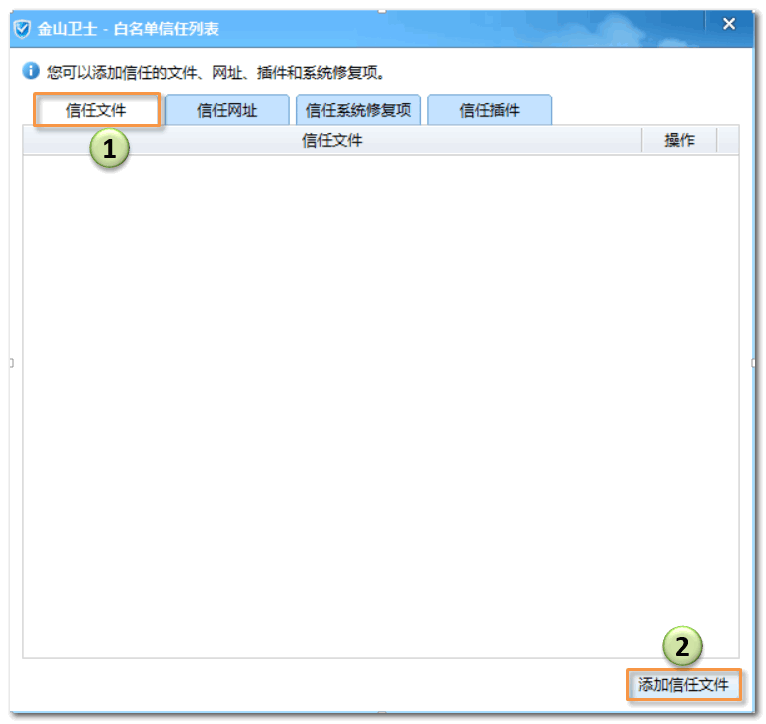 金山卫士 - 白名单信任列表
您可以添加信任的文件、网址、插件和系统修复项。
信任文件 信任网址 信任系统修复项 信任插件
1
信任文件 操作
2
添加信任文件